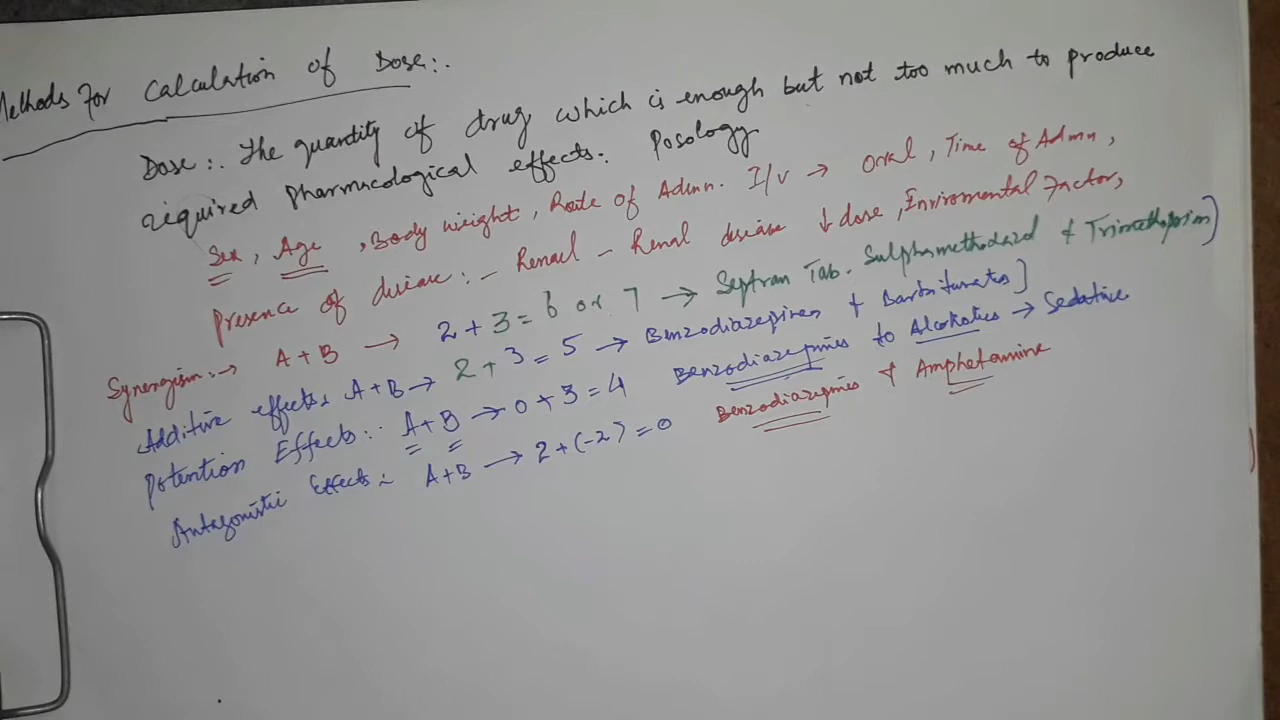 Methods For Calculation of Dose:.
Dose:. The quantity of drug which is enough but not too much to produce
required Pharmacological effects. Posology
Sex, Age, Body weight, Route of Admn. I/V → Oral, Time of Admn,
Presence of disease:- Renal - Renal disease ↓ dose, Enviromental Factor,
Synergism:→ A+B → 2+3=6 or 7 → Septran Tab. Sulphamethodazol & Trimethoprim]
Additive effects: A+B → 2+3=5 → Benzodiazepines & Barbiturates]
Potention Effects:. A+B → 0+3=4 Benzodiazepines to Alcoholics → Sedative
Antagonistic Effects:- A+B → 2+(-2)=0 Benzodiazepines & Amphetamine